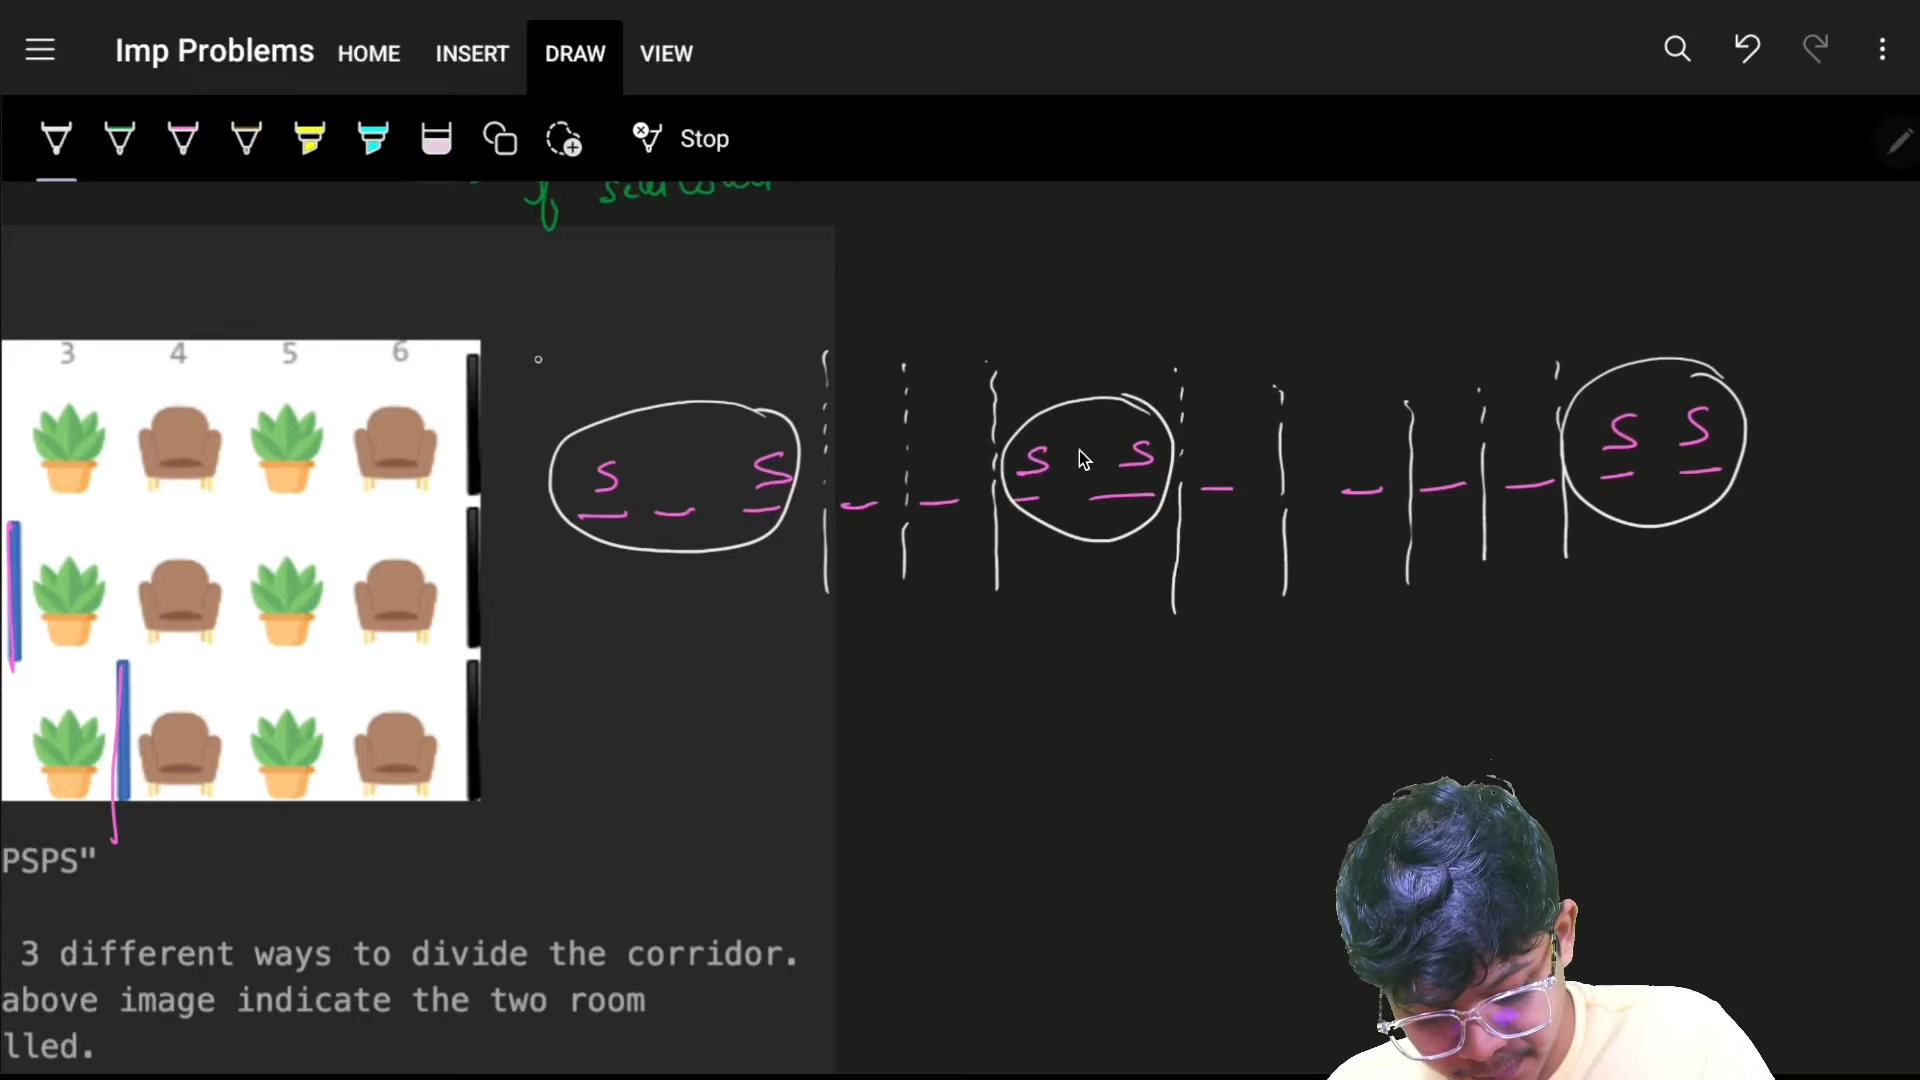 Imp Problems HOME INSERT DRAW VIEW
Stop
3 4 5 6
S S S S S S
PSPS"
3 different ways to divide the corridor.
above image indicate the two room
lled.